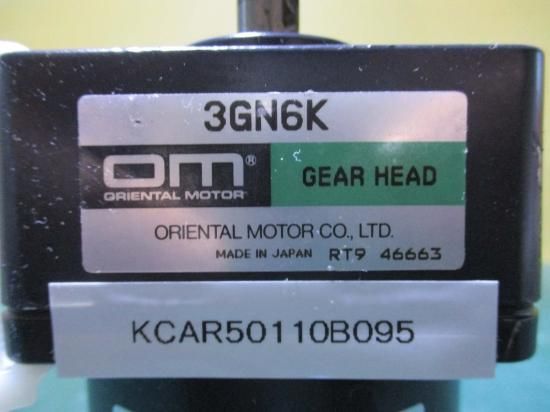 3GN6K
OM®
ORIENTAL MOTOR
GEAR HEAD
ORIENTAL MOTOR CO., LTD.
MADE IN JAPAN RT9 46663
KCAR50110B095